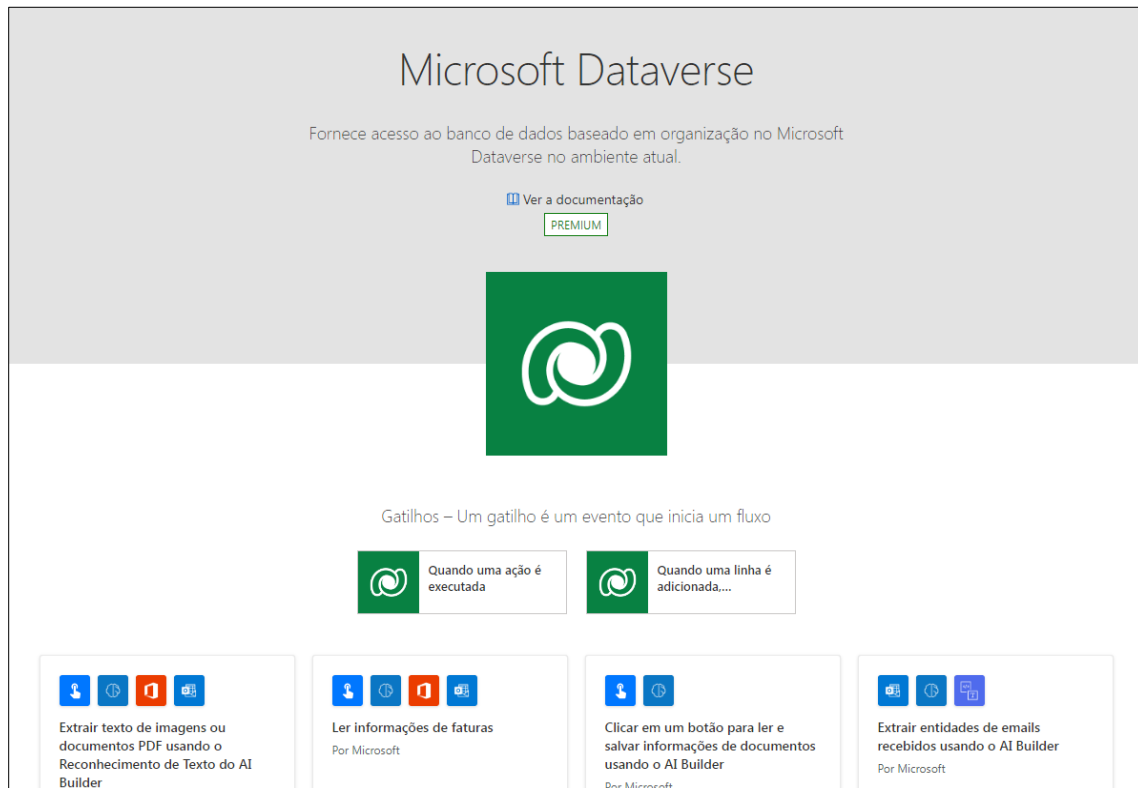 Microsoft Dataverse
Fornece acesso ao banco de dados baseado em organização no Microsoft
Dataverse no ambiente atual.
Ver a documentação
PREMIUM
Gatilhos – Um gatilho é um evento que inicia um fluxo
Quando uma ação é
executada
Quando uma linha é
adicionada,...
Extrair texto de imagens ou
documentos PDF usando o
Reconhecimento de Texto do AI
Builder
Ler informações de faturas
Por Microsoft
Clicar em um botão para ler e
salvar informações de documentos
usando o AI Builder
Por Microsoft
Extrair entidades de emails
recebidos usando o AI Builder
Por Microsoft